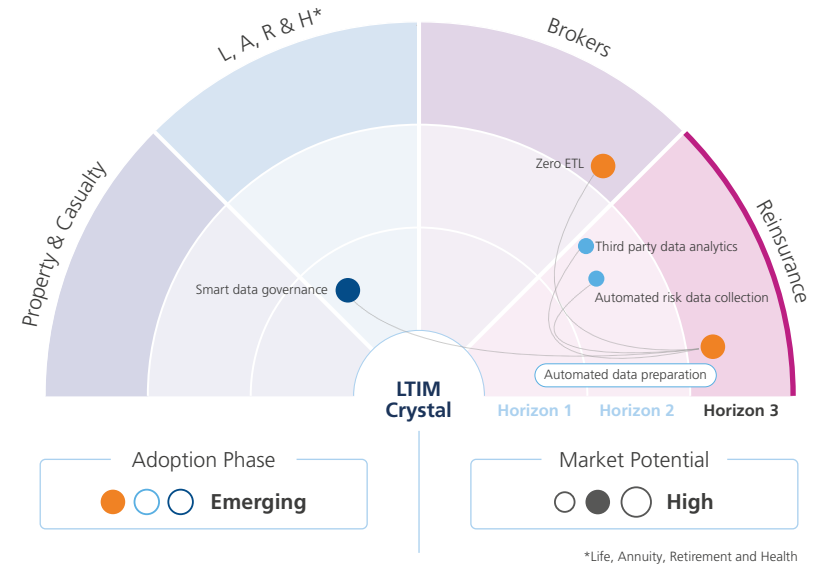 L, A, R & H*
Brokers
Property & Casualty
Reinsurance
Zero ETL
Third party data analytics
Smart data governance
Automated risk data collection
Automated data preparation
LTIM
Crystal
Horizon 1
Horizon 2
Horizon 3
Adoption Phase
Emerging
Market Potential
High
*Life, Annuity, Retirement and Health